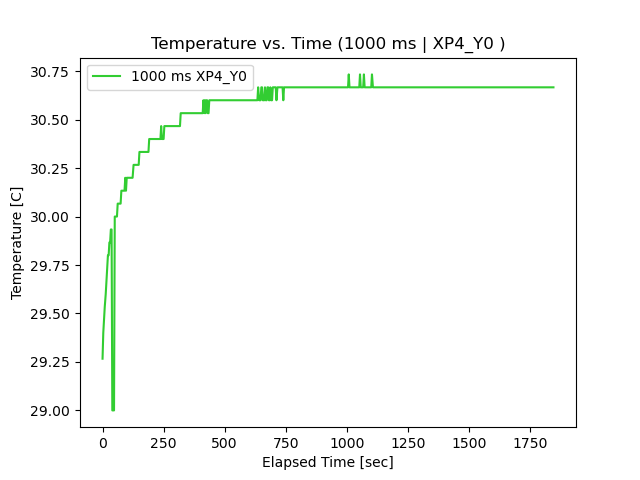 Temperature vs. Time (1000 ms | XP4_Y0 )
1000 ms XP4_Y0
Temperature [C]
30.75
30.50
30.25
30.00
29.75
29.50
29.25
29.00
0 250 500 750 1000 1250 1500 1750
Elapsed Time [sec]